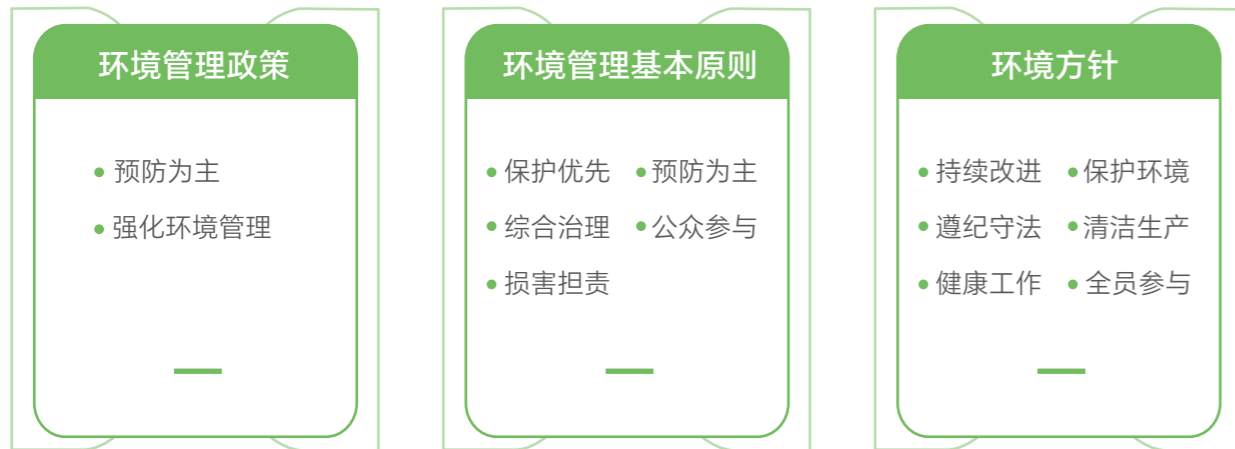 环境管理政策
预防为主
强化环境管理
环境管理基本原则
保护优先 预防为主
综合治理 公众参与
损害担责
环境方针
持续改进 保护环境
遵纪守法 清洁生产
健康工作 全员参与